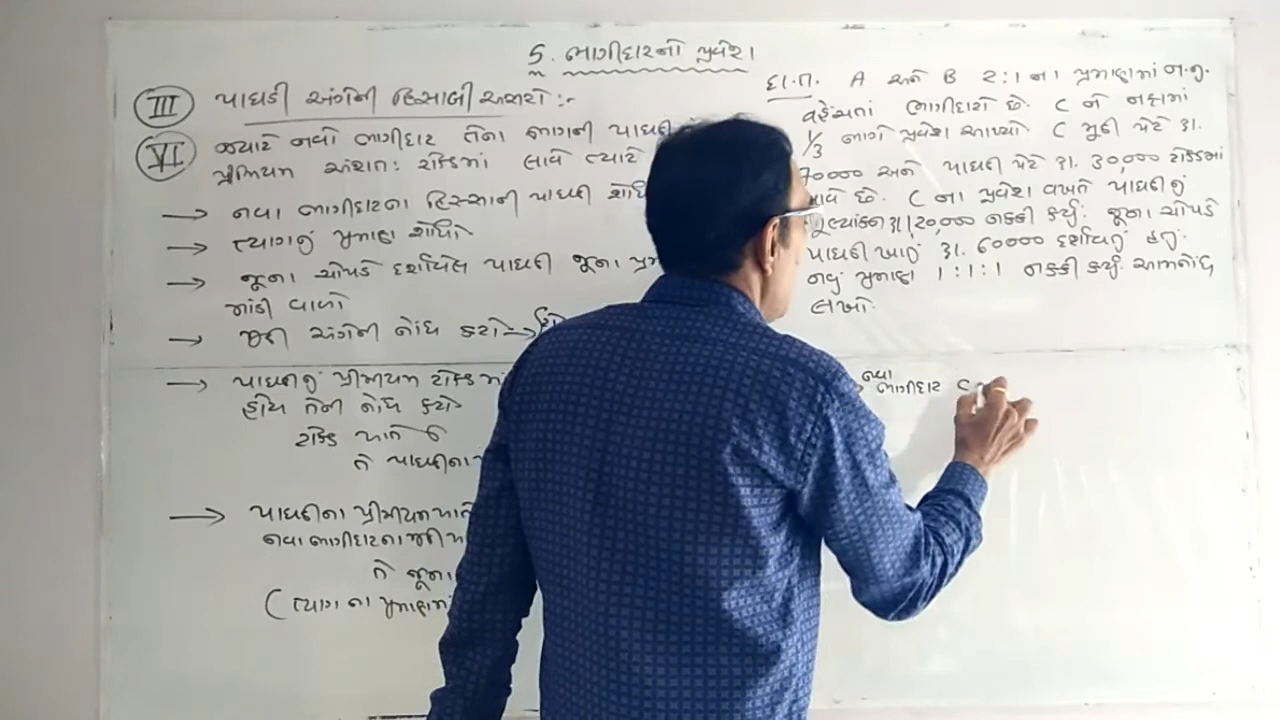 5. ભાગીદારનો પ્રવેશ
III પાઘડી અંગેની હિસાબી અસરો :-
VI જ્યારે નવો ભાગીદાર તેના ભાગની પાઘડીનું
પ્રીમિયમ અંશત: રોકડમાં લાવે ત્યારે
→ નવા ભાગીદારના હિસ્સાની પાઘડી શોધો
→ ત્યાગનું પ્રમાણ શોધો
→ જૂના ચોપડે દર્શાવેલ પાઘડી જૂના
માંડી વાળો
→ મૂડી અંગેની નોંધ કરો →
→ પાઘડીનું પ્રીમીયમ રોકડમાં
હોય તેની નોંધ કરો
રોકડ ખાતે ઉ
તે પાઘડીના
→ પાઘડીના પ્રીમીયમ ખાતે
નવા ભાગીદારના મૂડી
તે જૂના
(ત્યાગના પ્રમાણમાં
દા.ત. A અને B 2:1 ના પ્રમાણમાં ન.નુ.
વહેંચતાં ભાગીદારો છે. C ને નફામાં
1/3 ભાગે પ્રવેશ આપ્યો. C મૂડી પેટે રૂા.
70000 અને પાઘડી પેટે રૂા. 30,000 રોકડમાં
છે. C ના પ્રવેશ વખતે પાઘડીનું
મૂલ્યાંકન રૂા 120,000 નક્કી કર્યું. જૂના ચોપડે
પાઘડી ખાતું રૂા. 60000 દર્શાવતું હતું.
નવું પ્રમાણ 1:1:1 નક્કી કર્યું. આમનોંધ
લખો.
નવા
ભાગીદાર C